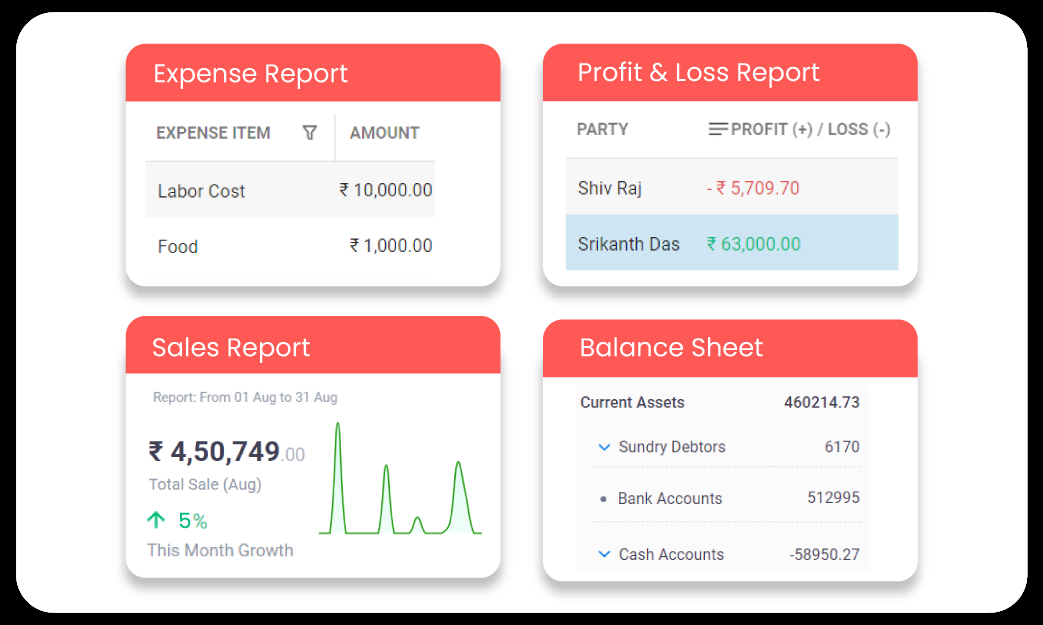 Expense Report
EXPENSE ITEM AMOUNT
Labor Cost ₹ 10,000.00
Food ₹ 1,000.00
Profit & Loss Report
PARTY PROFIT (+) / LOSS (-)
Shiv Raj - ₹ 5,709.70
Srikanth Das ₹ 63,000.00
Sales Report
Report: From 01 Aug to 31 Aug
₹ 4,50,749.00
Total Sale (Aug)
5%
This Month Growth
Balance Sheet
Current Assets 460214.73
Sundry Debtors 6170
Bank Accounts 512995
Cash Accounts -58950.27